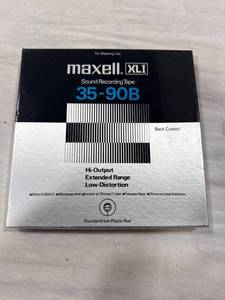 For Mastering Use
maxell. XLI
Sound Recording Tape
35-90B
Back Coated
Hi-Output
Extended Range
Low-Distortion
Standard Hub-Plastic Reel